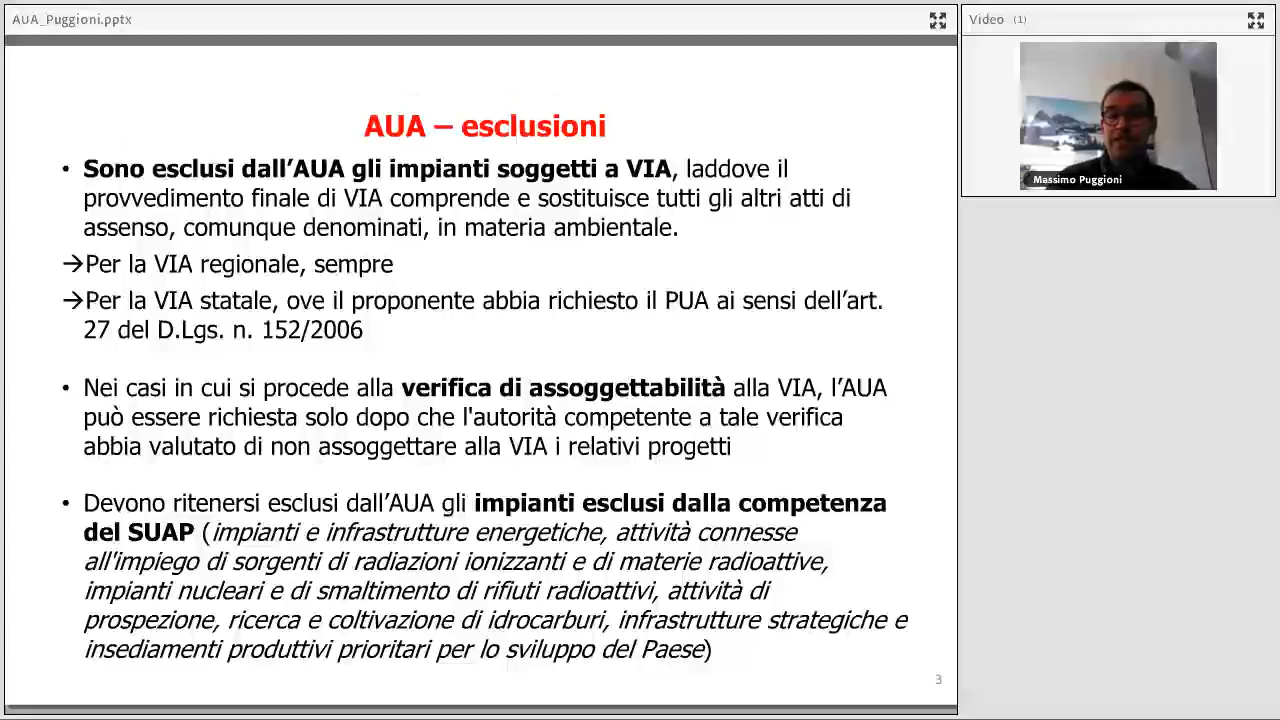 AUA_Puggioni.pptx
Video (1)
Massimo Puggioni
AUA – esclusioni
• Sono esclusi dall’AUA gli impianti soggetti a VIA, laddove il
provvedimento finale di VIA comprende e sostituisce tutti gli altri atti di
assenso, comunque denominati, in materia ambientale.
→Per la VIA regionale, sempre
→Per la VIA statale, ove il proponente abbia richiesto il PUA ai sensi dell’art.
27 del D.Lgs. n. 152/2006
• Nei casi in cui si procede alla verifica di assoggettabilità alla VIA, l’AUA
può essere richiesta solo dopo che l'autorità competente a tale verifica
abbia valutato di non assoggettare alla VIA i relativi progetti
• Devono ritenersi esclusi dall’AUA gli impianti esclusi dalla competenza
del SUAP (impianti e infrastrutture energetiche, attività connesse
all'impiego di sorgenti di radiazioni ionizzanti e di materie radioattive,
impianti nucleari e di smaltimento di rifiuti radioattivi, attività di
prospezione, ricerca e coltivazione di idrocarburi, infrastrutture strategiche e
insediamenti produttivi prioritari per lo sviluppo del Paese)
3